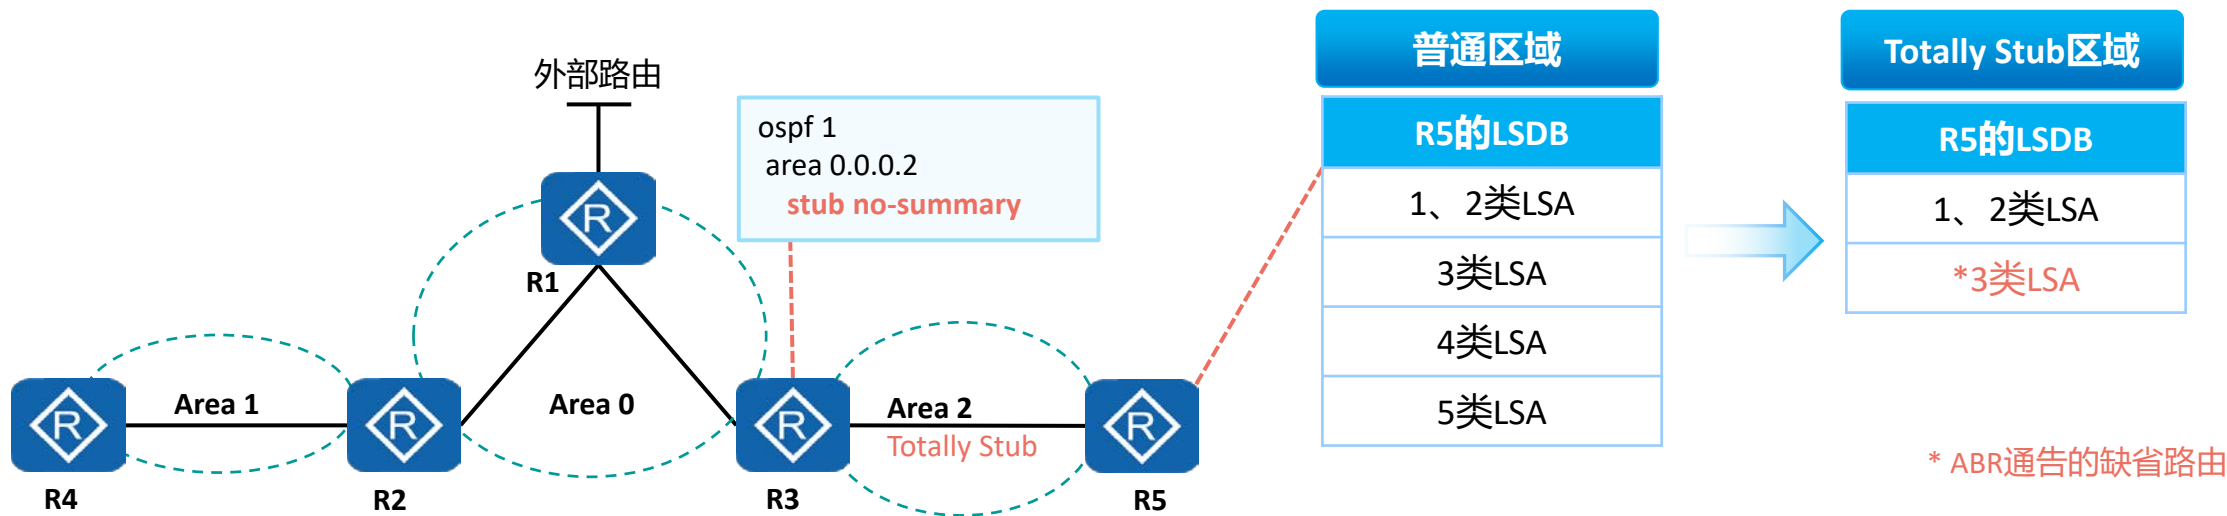 外部路由
ospf 1
area 0.0.0.2
stub no-summary
R
R1
R
R4
Area 1
R
R2
Area 0
R
R3
Area 2
Totally Stub
R
R5
普通区域
R5的LSDB
1、2类LSA
3类LSA
4类LSA
5类LSA
Totally Stub区域
R5的LSDB
1、2类LSA
*3类LSA
* ABR通告的缺省路由